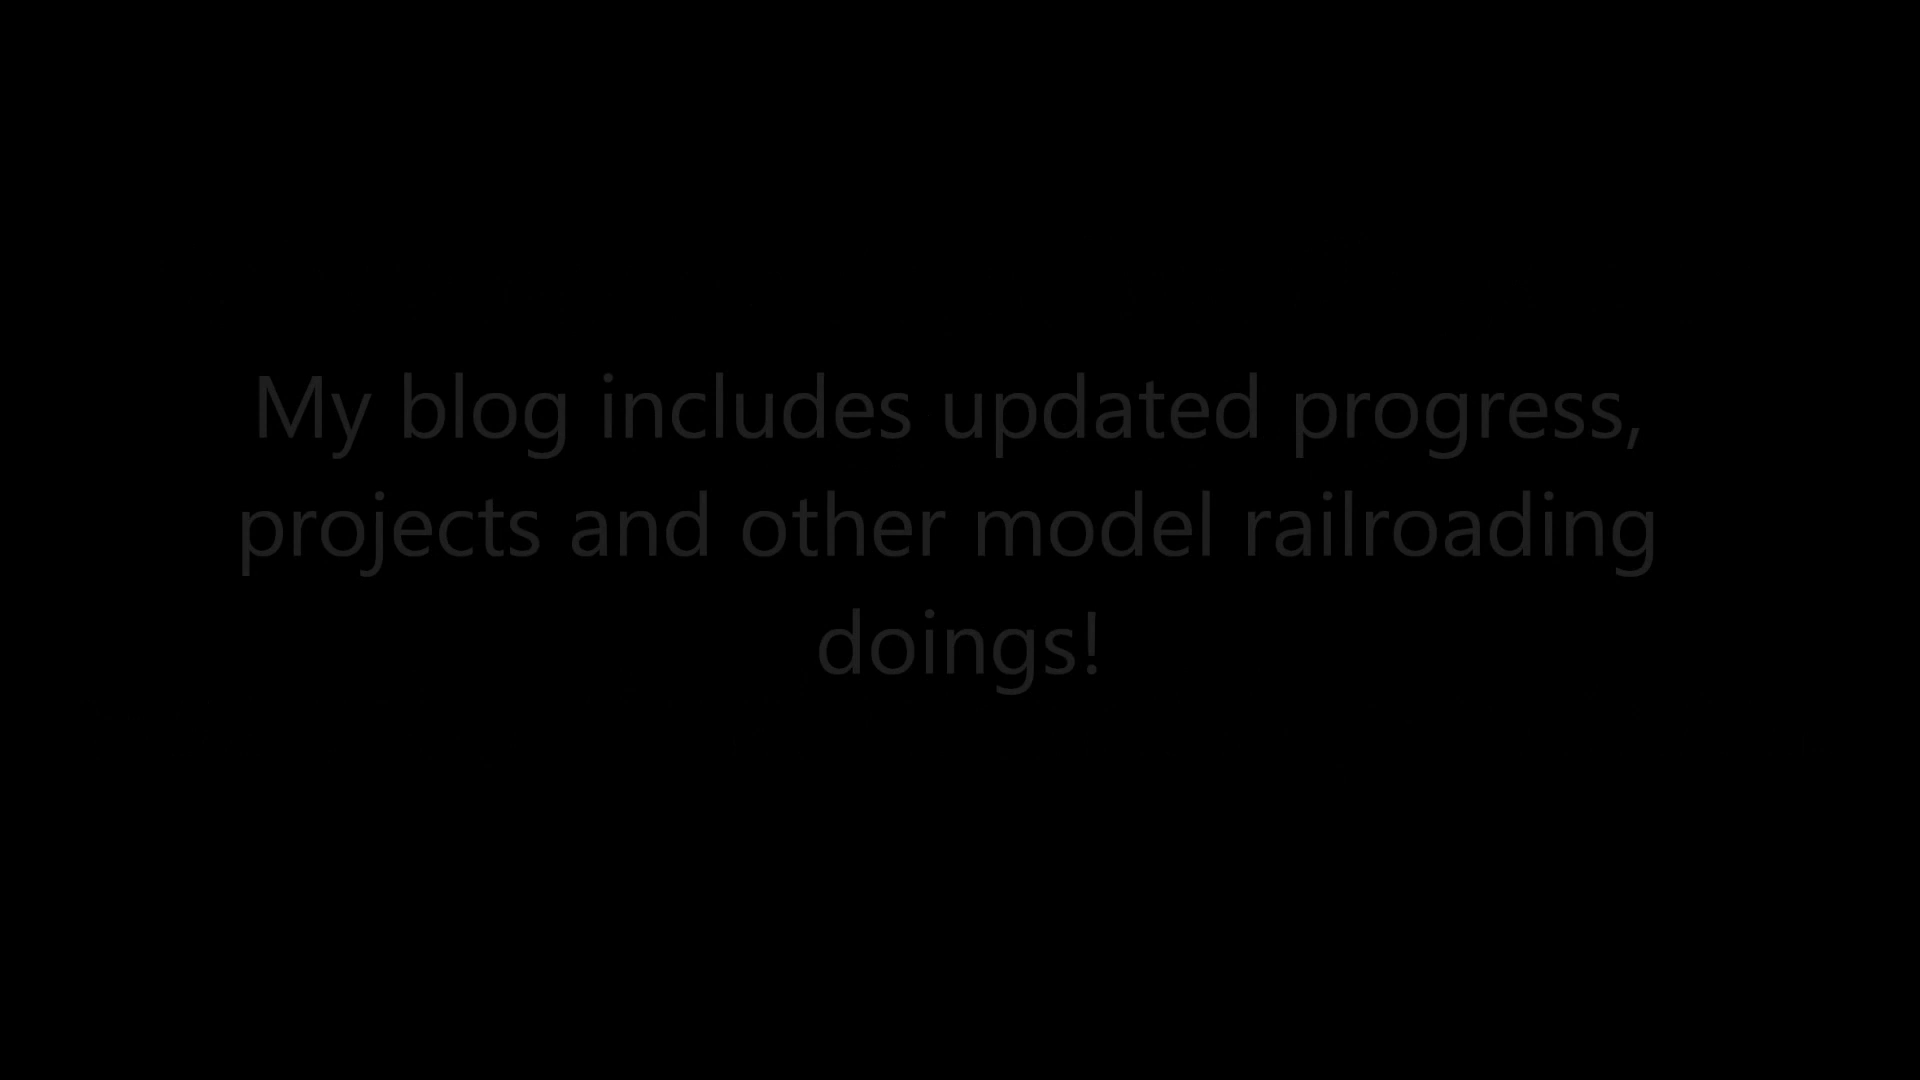 My blog includes updated progress,
projects and other model railroading
doings!